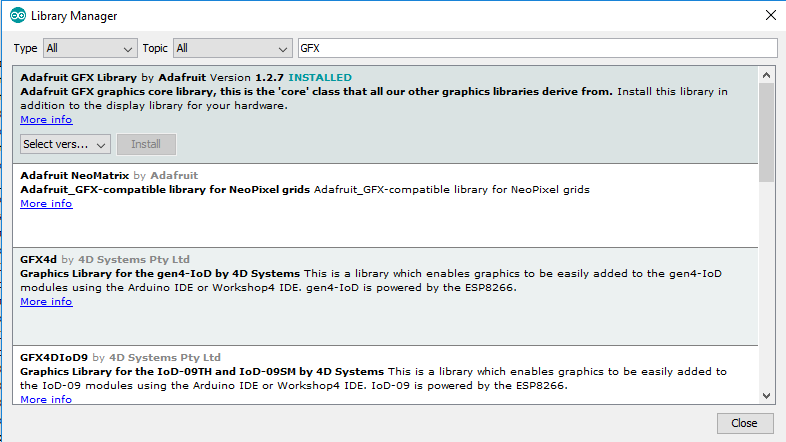 Library Manager
Type All Topic All GFX
Adafruit GFX Library by Adafruit Version 1.2.7 INSTALLED
Adafruit GFX graphics core library, this is the 'core' class that all our other graphics libraries derive from. Install this library in
addition to the display library for your hardware.
More info
Select vers... Install
Adafruit NeoMatrix by Adafruit
Adafruit_GFX-compatible library for NeoPixel grids Adafruit_GFX-compatible library for NeoPixel grids
More info
GFX4d by 4D Systems Pty Ltd
Graphics Library for the gen4-IoD by 4D Systems This is a library which enables graphics to be easily added to the gen4-IoD
modules using the Arduino IDE or Workshop4 IDE. gen4-IoD is powered by the ESP8266.
More info
GFX4DIoD9 by 4D Systems Pty Ltd
Graphics Library for the IoD-09TH and IoD-09SM by 4D Systems This is a library which enables graphics to be easily added to
the IoD-09 modules using the Arduino IDE or Workshop4 IDE. IoD-09 is powered by the ESP8266.
More info
Close